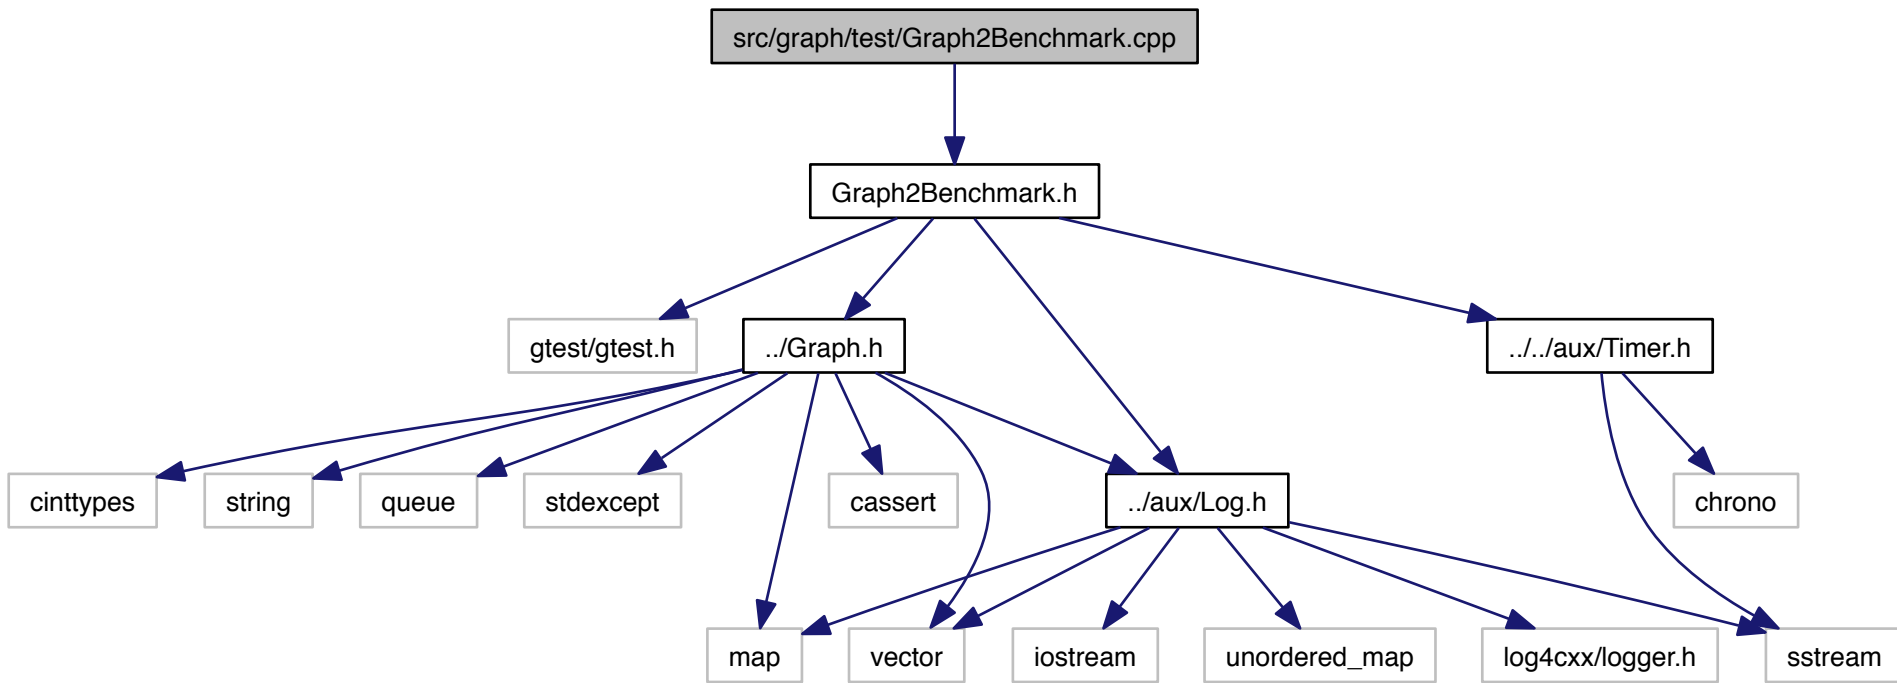 src/graph/test/Graph2Benchmark.cpp
Graph2Benchmark.h
gtest/gtest.h
../Graph.h
../../aux/Timer.h
cinttypes
string
queue
stdexcept
cassert
../aux/Log.h
chrono
map
vector
iostream
unordered_map
log4cxx/logger.h
sstream